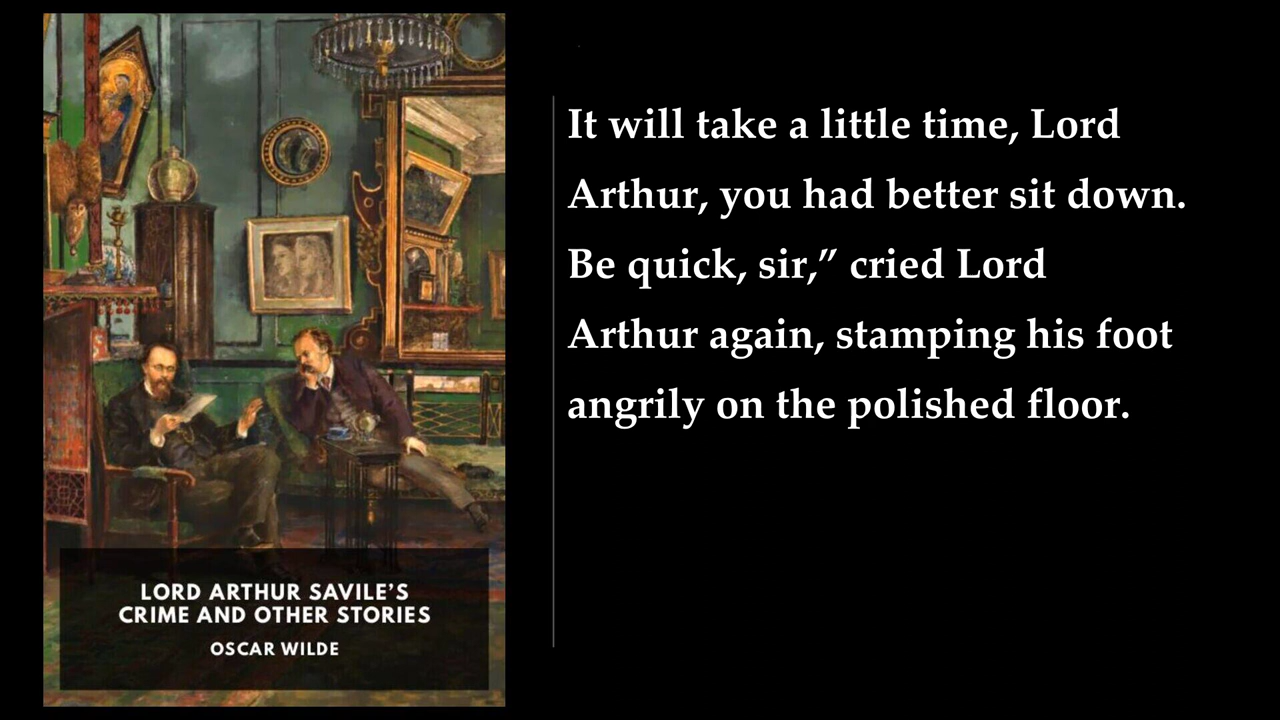 It will take a little time, Lord
Arthur, you had better sit down.
Be quick, sir,” cried Lord
Arthur again, stamping his foot
angrily on the polished floor.
LORD ARTHUR SAVILE’S
CRIME AND OTHER STORIES
OSCAR WILDE